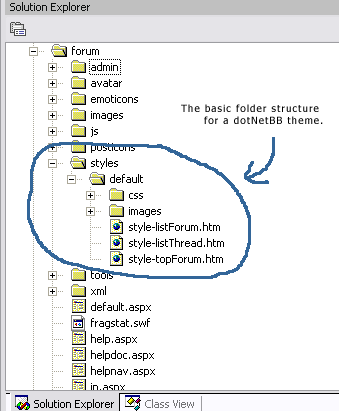 Solution Explorer
forum
admin
avatar
emoticons
images
js
posticons
styles
default
css
images
style-listForum.htm
style-listThread.htm
style-topForum.htm
tools
xml
default.aspx
fragstat.swf
help.aspx
helpdoc.aspx
helpnav.aspx
ip.aspx
The basic folder structure
for a dotNetBB theme.
Solution Explorer
Class View